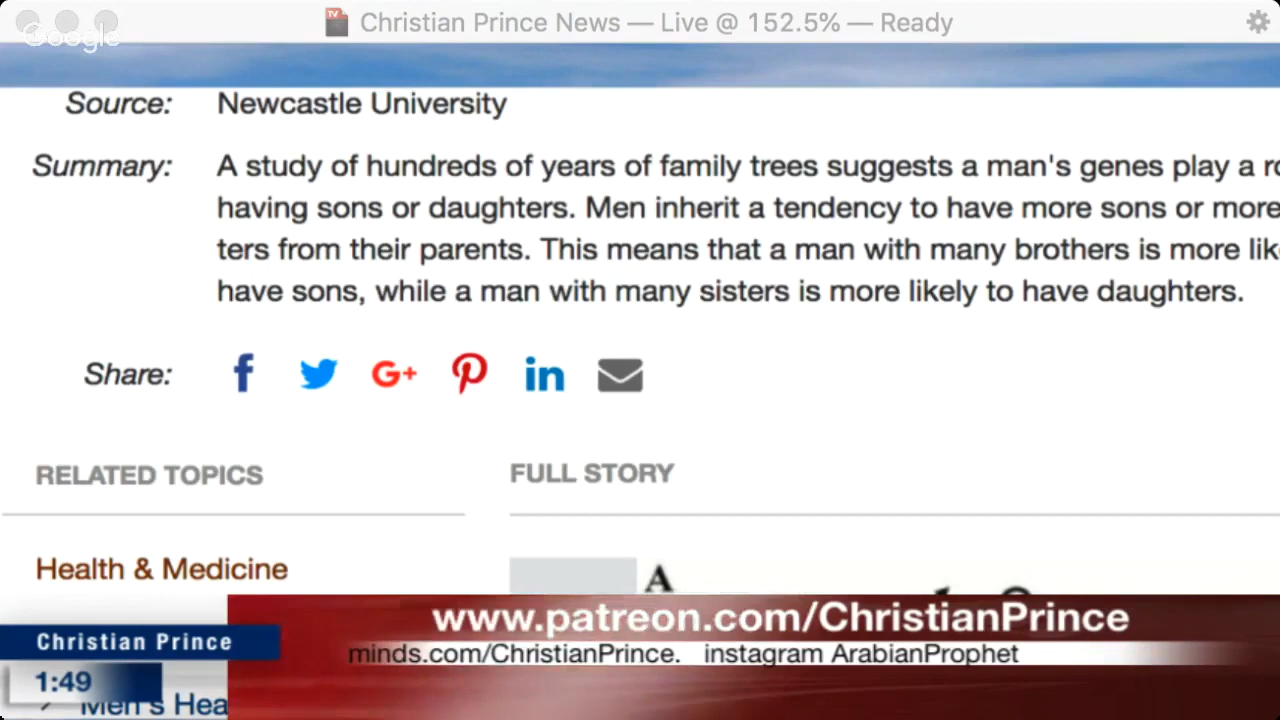 Christian Prince News — Live @ 152.5% — Ready
Google
Source: Newcastle University
Summary: A study of hundreds of years of family trees suggests a man's genes play a
having sons or daughters. Men inherit a tendency to have more sons or more
ters from their parents. This means that a man with many brothers is more
have sons, while a man with many sisters is more likely to have daughters.
Share:
RELATED TOPICS
FULL STORY
Health & Medicine
A
www.patreon.com/ChristianPrince
Christian Prince
minds.com/ChristianPrince. instagram ArabianProphet
1:49
Men's Hea